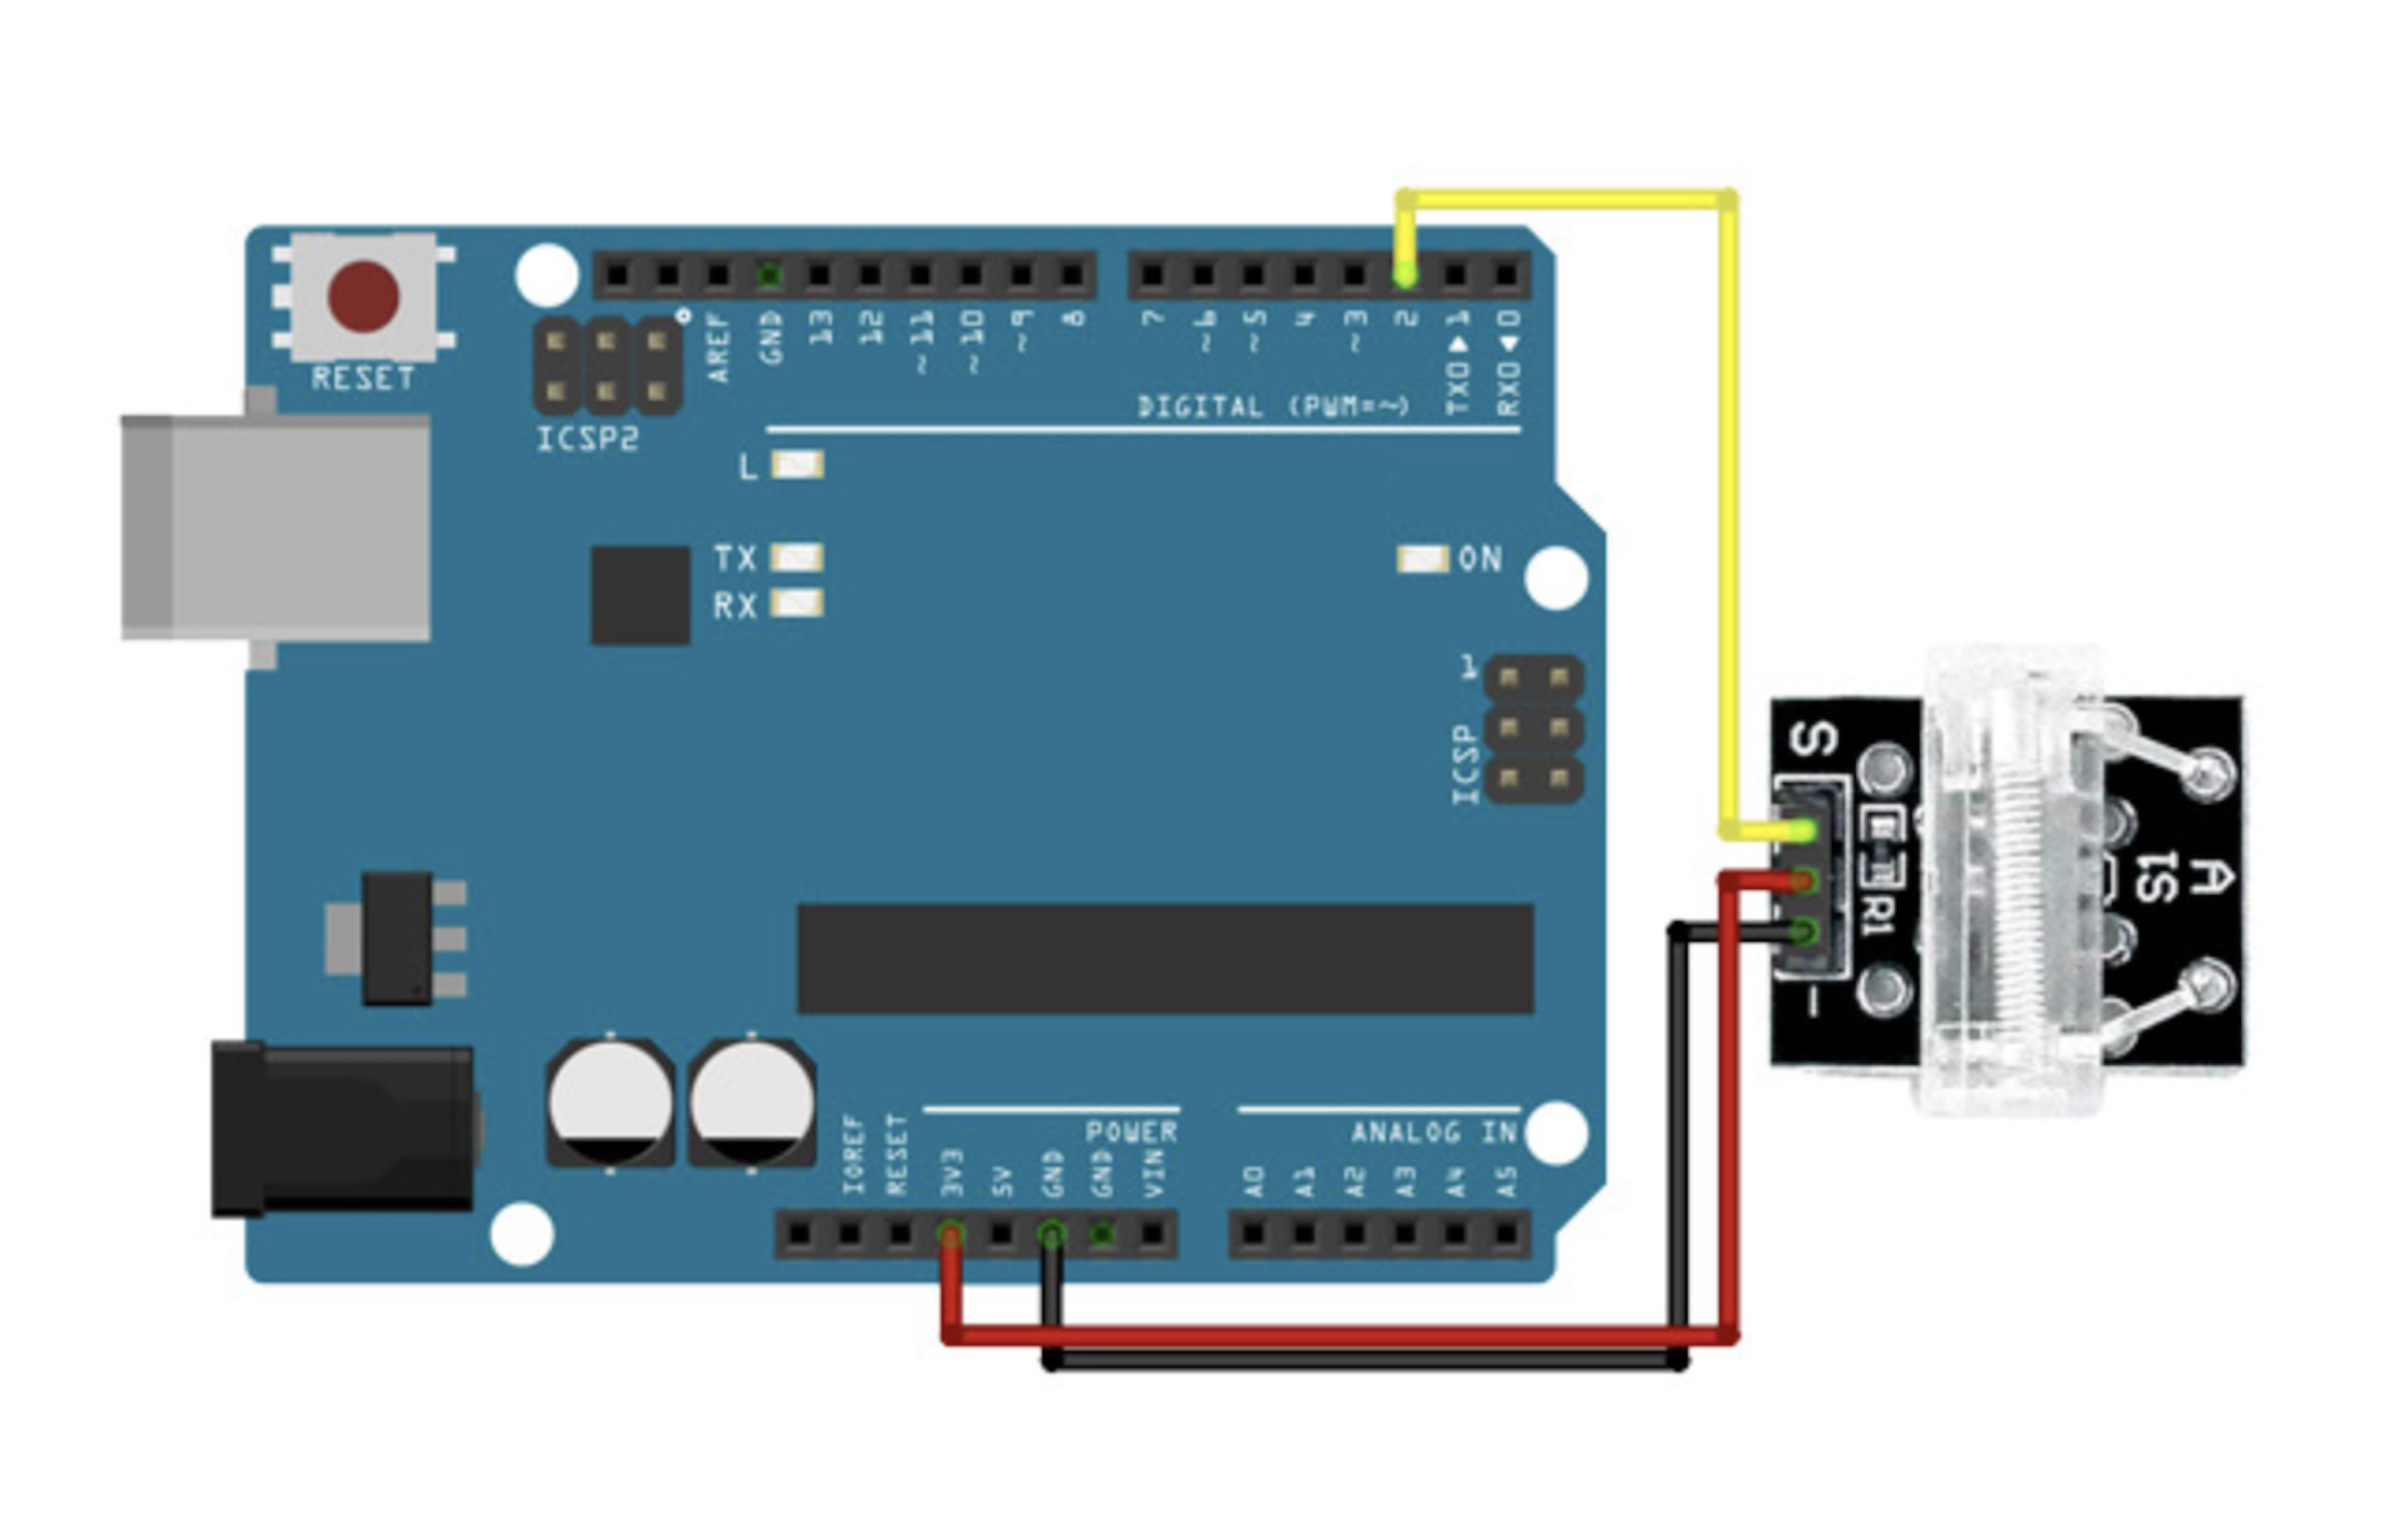 RESET
ICSP2
AREF
GND
13
12
~11
~10
~9
8
7
~6
~5
4
~3
2
TX0▶1
RX0◀0
DIGITAL (PWM=~)
L
TX
RX
ON
1
ICSP
S
R1
S1
A
-
IOREF
RESET
3V3
5V
GND
GND
VIN
POWER
ANALOG IN
A0
A1
A2
A3
A4
A5